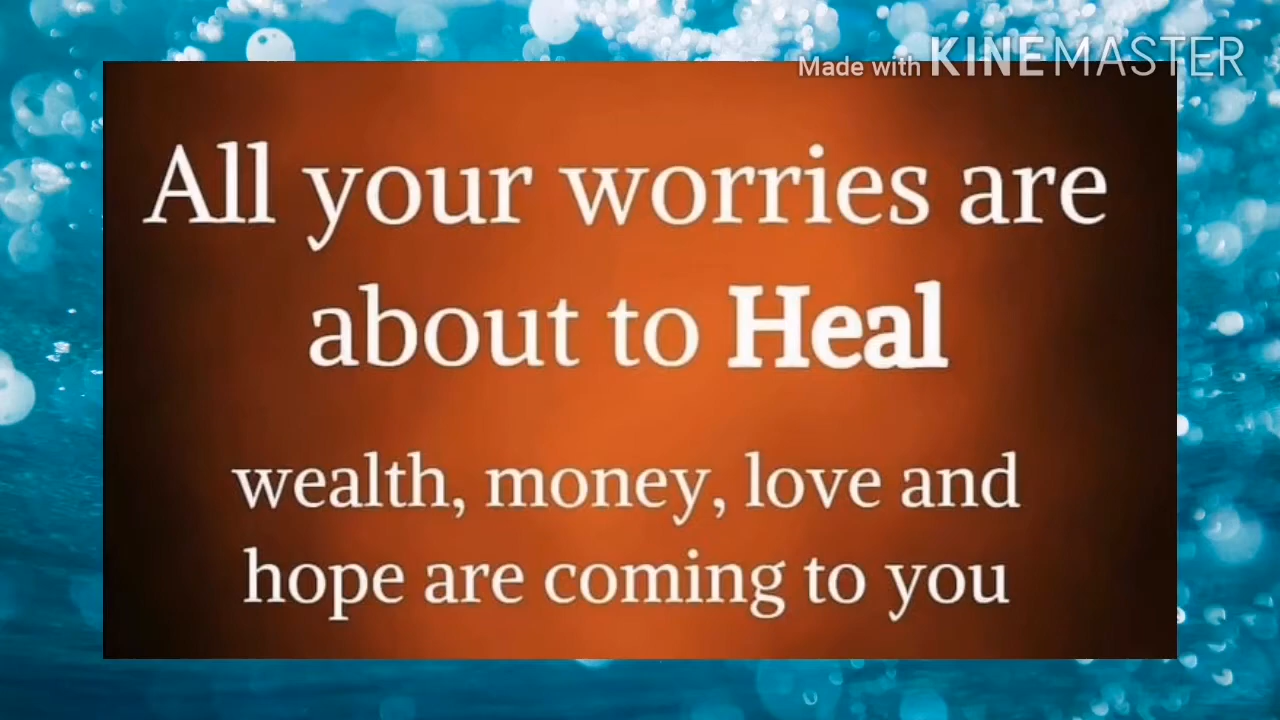 Made with KINEMASTER
All your worries are
about to Heal
wealth, money, love and
hope are coming to you